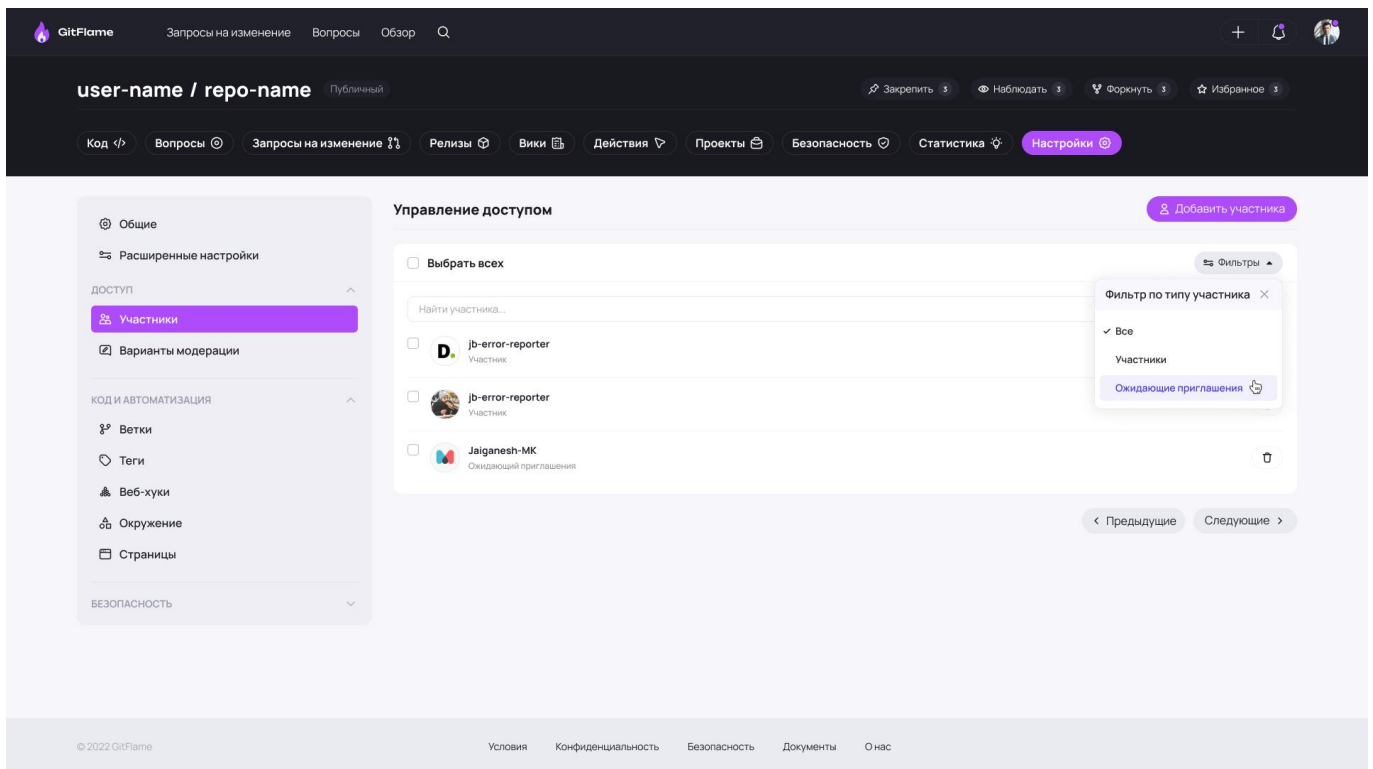 GitFlame Запросы на изменение Вопросы Обзор
user-name / repo-name Публичный Закрепить 3 Наблюдать 3 Форкнуть 3 Избранное 3
Код Вопросы Запросы на изменение Релизы Вики Действия Проекты Безопасность Статистика Настройки
Общие
Расширенные настройки
ДОСТУП
Участники
Варианты модерации
КОД И АВТОМАТИЗАЦИЯ
Ветки
Теги
Веб-хуки
Окружение
Страницы
БЕЗОПАСНОСТЬ
Управление доступом Добавить участника
Выбрать всех Фильтры
Найти участника...
jb-error-reporter
Участник
jb-error-reporter
Участник
Jaiganesh-MK
Ожидающий приглашения
Фильтр по типу участника
Все
Участники
Ожидающие приглашения
Предыдущие Следующие
© 2022 GitFlame Условия Конфиденциальность Безопасность Документы О нас